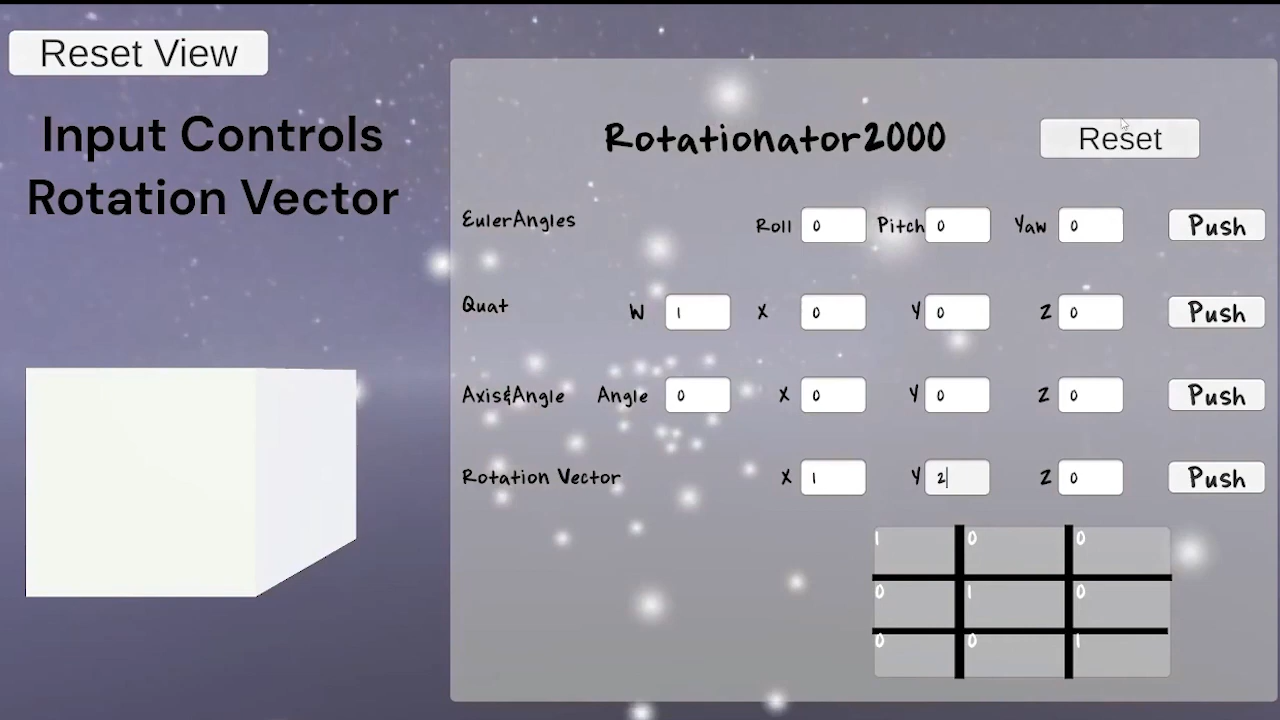 Reset View
Input Controls
Rotation Vector
Rotationator2000
Reset
EulerAngles Roll 0 Pitch 0 Yaw 0 Push
Quat W 1 X 0 Y 0 Z 0 Push
Axis&Angle Angle 0 X 0 Y 0 Z 0 Push
Rotation Vector X 1 Y 2 Z 0 Push
1 0 0
0 1 0
0 0 1